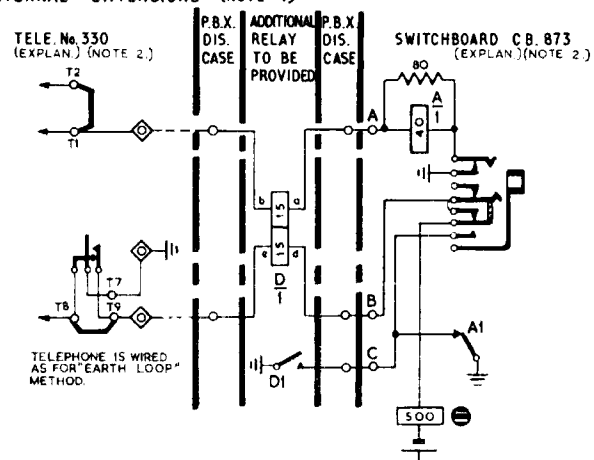 TELE. No. 330
(EXPLAN.) (NOTE 2.)
P.B.X.
DIS.
CASE
ADDITIONAL
RELAY
TO BE
PROVIDED
P.B.X.
DIS.
CASE
SWITCHBOARD C.B. 873
(EXPLAN.) (NOTE 2.)
T2
T1
80
A
A
1
40
b
15
a
e
15
d
D
1
T7
T8
T9
B
C
A1
D1
TELEPHONE IS WIRED
AS FOR "EARTH LOOP"
METHOD.
500